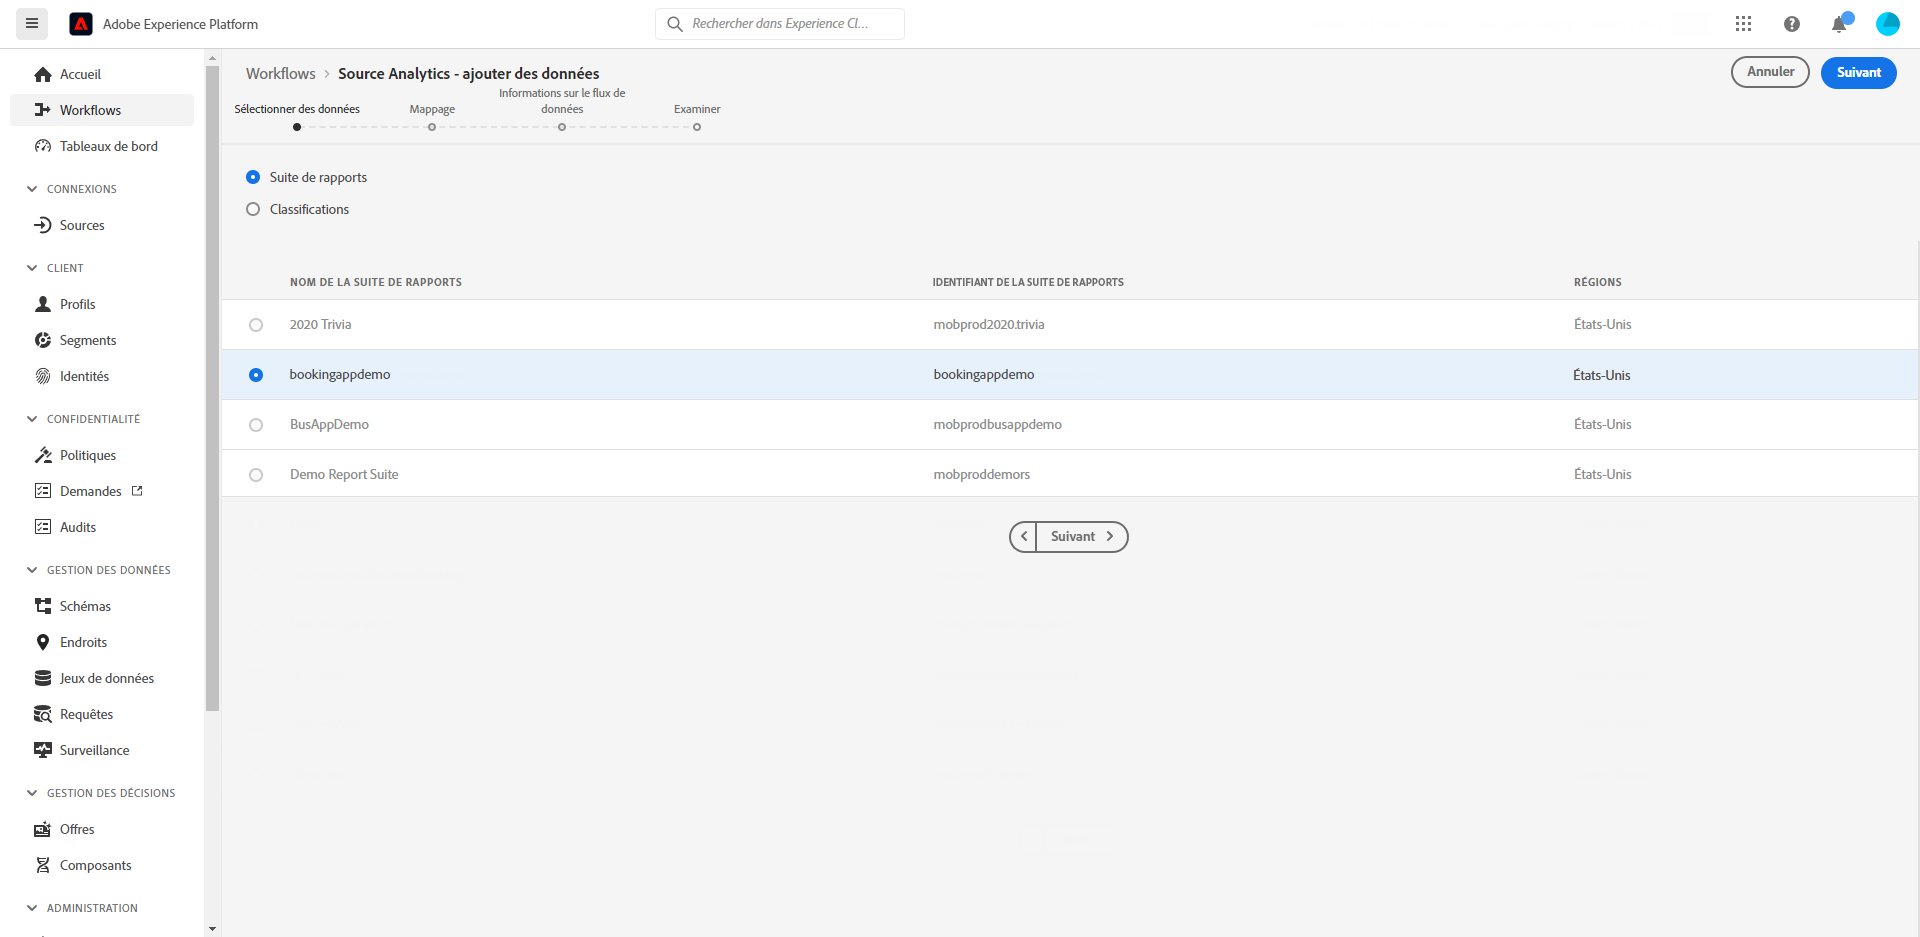 Adobe Experience Platform
Rechercher dans Experience Cl...
Accueil
Workflows
Tableaux de bord
CONNEXIONS
Sources
CLIENT
Profils
Segments
Identités
CONFIDENTIALITÉ
Politiques
Demandes
Audits
GESTION DES DONNÉES
Schémas
Endroits
Jeux de données
Requêtes
Surveillance
GESTION DES DÉCISIONS
Offres
Composants
ADMINISTRATION
Workflows > Source Analytics - ajouter des données
Annuler
Suivant
Sélectionner des données
Mappage
Informations sur le flux de
données
Examiner
Suite de rapports
Classifications
NOM DE LA SUITE DE RAPPORTS IDENTIFIANT DE LA SUITE DE RAPPORTS RÉGIONS
2020 Trivia mobprod2020.trivia États-Unis
bookingappdemo bookingappdemo États-Unis
BusAppDemo mobprodbusappdemo États-Unis
Demo Report Suite mobproddemors États-Unis
< Suivant >